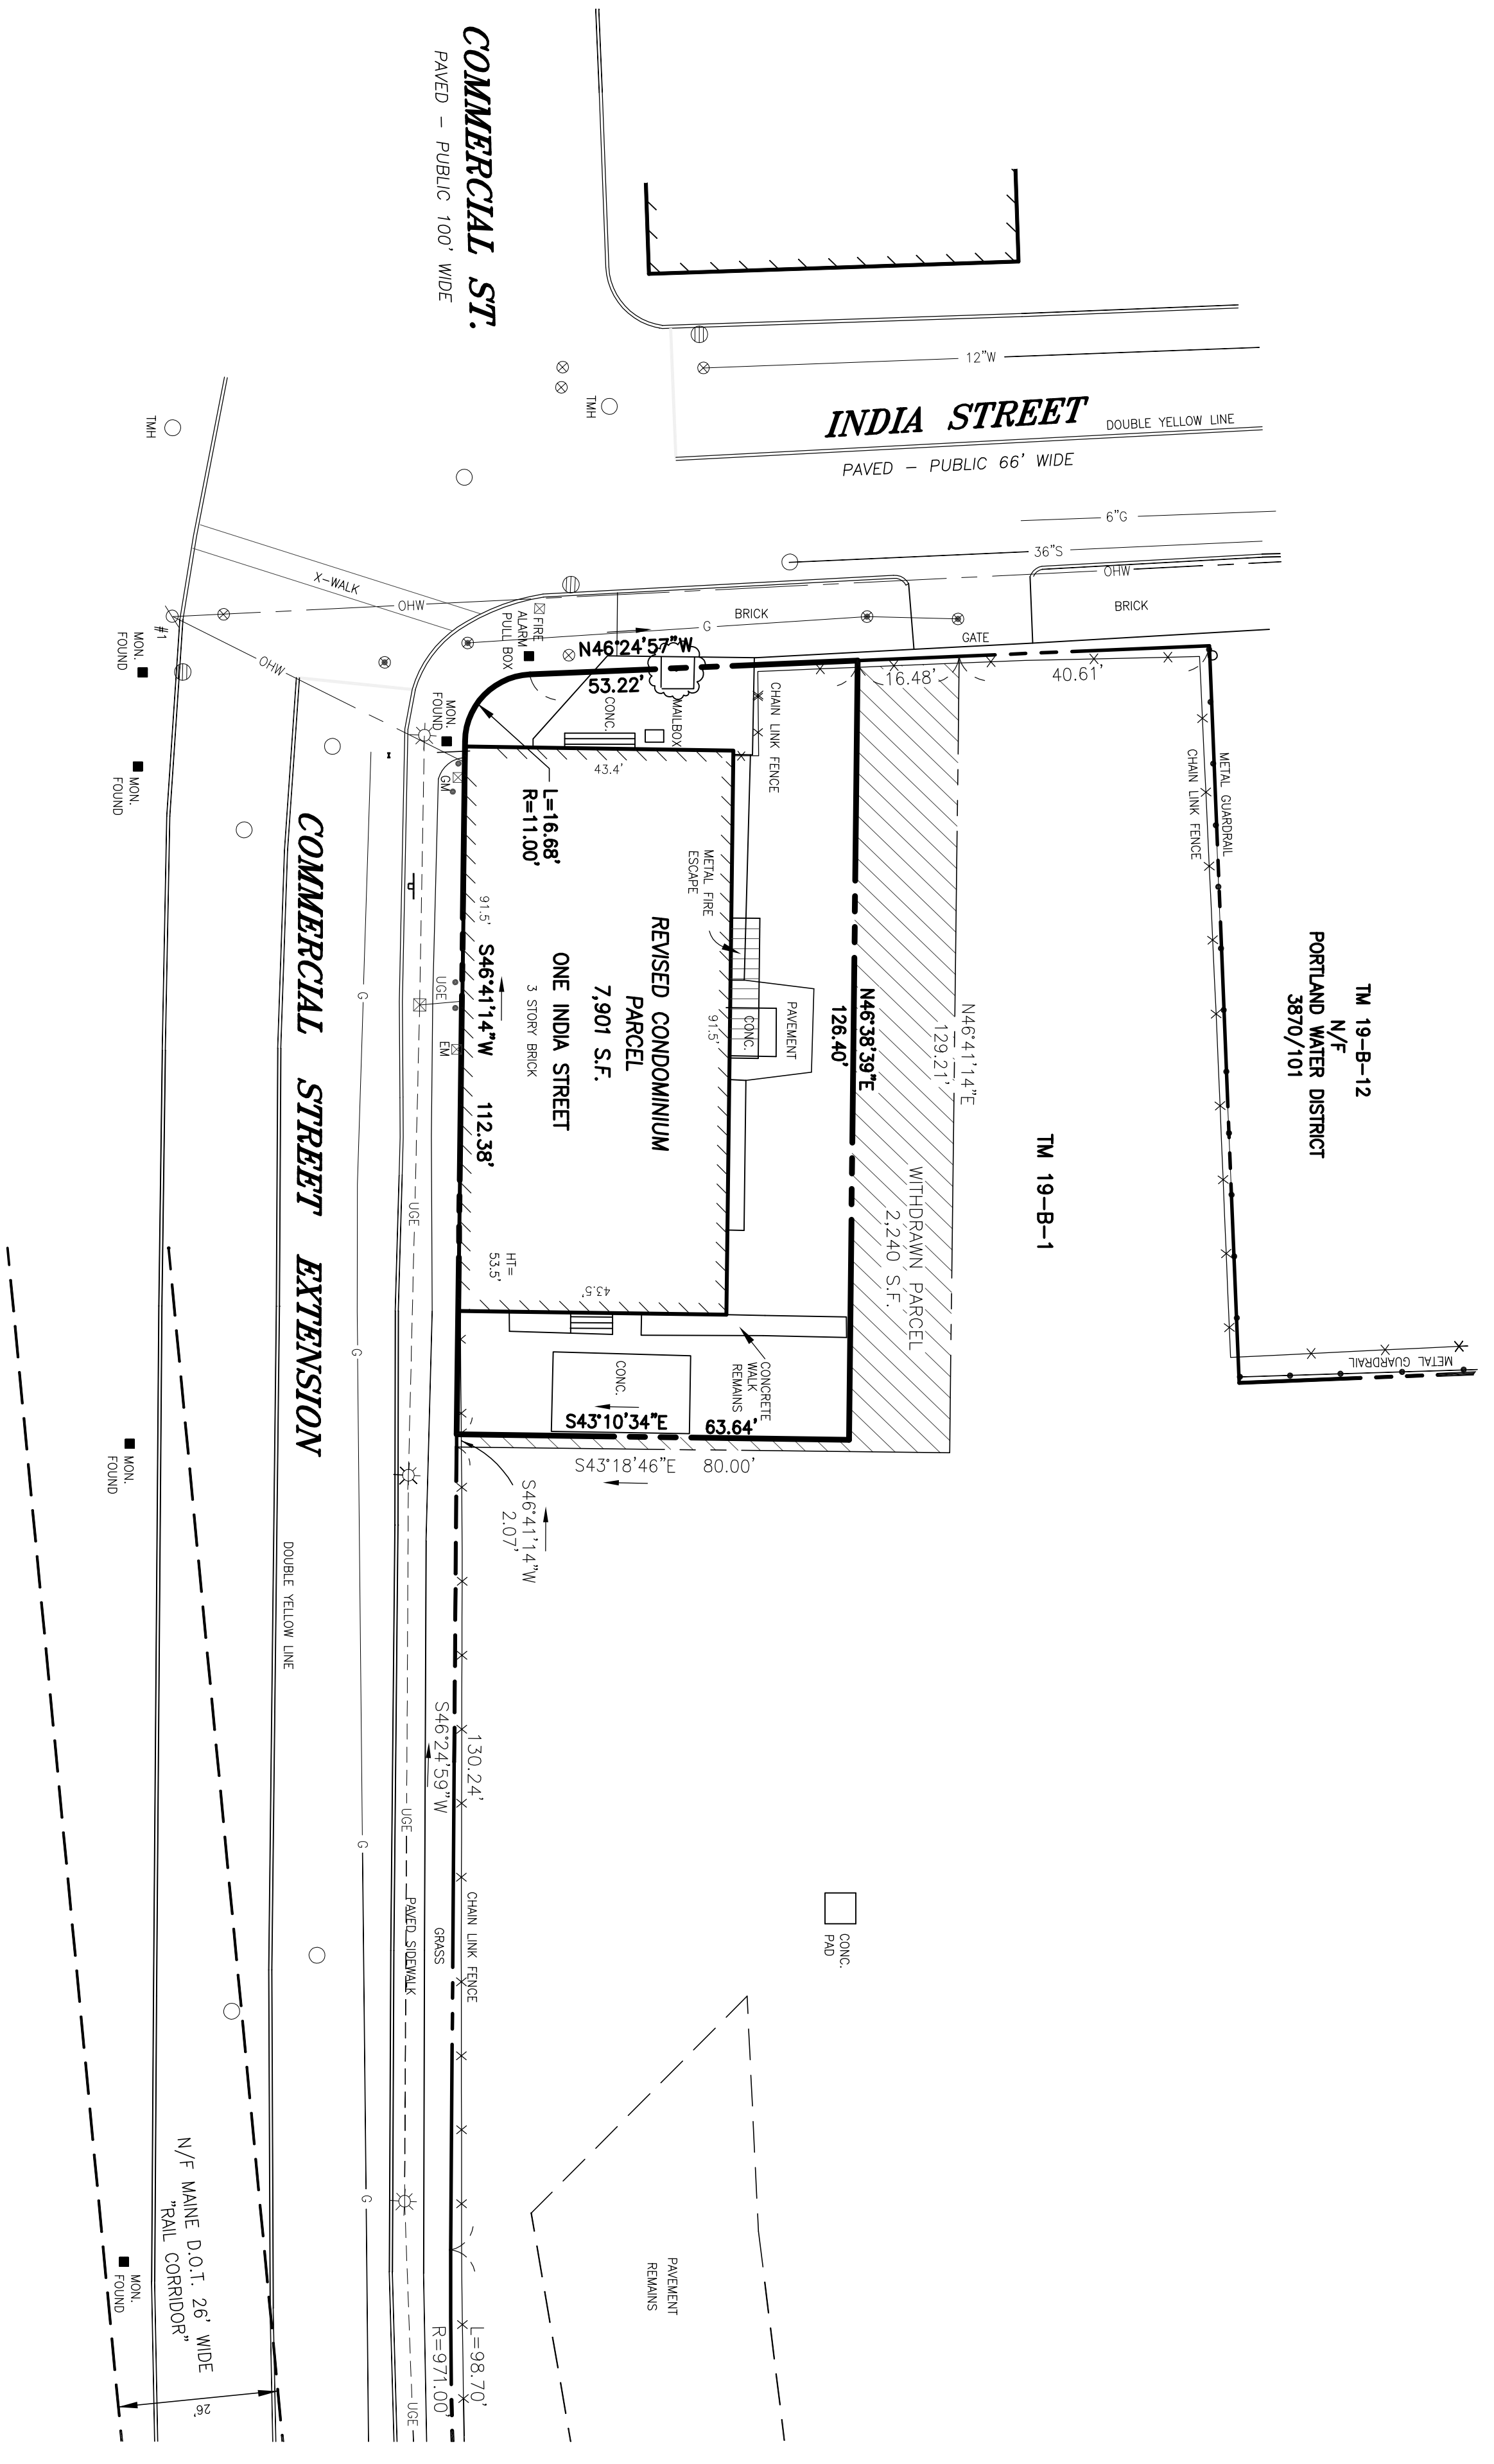 COMMERCIAL ST.
PAVED - PUBLIC 100' WIDE
12"W
INDIA STREET
DOUBLE YELLOW LINE
PAVED - PUBLIC 66' WIDE
TMH
TMH
6"G
36"S
OHW
BRICK
BRICK
GATE
X-WALK
OHW
OHW
#1
MON.
FOUND
MON.
FOUND
FIRE
ALARM
PULL BOX
G
N46°24'57"W
53.22'
16.48'
40.61'
MON.
FOUND
CONC.
MAILBOX
CHAIN LINK FENCE
METAL GUARDRAIL
CHAIN LINK FENCE
GM
43.4'
L=16.68'
R=11.00'
METAL FIRE
ESCAPE
91.5'
S46°41'14"W
112.38'
UGE
EM
REVISED CONDOMINIUM
PARCEL
7,901 S.F.
ONE INDIA STREET
3 STORY BRICK
91.5'
CONC.
PAVEMENT
N46°38'39"E
126.40'
N46°41'14"E
129.21'
WITHDRAWN PARCEL
2,240 S.F.
TM 19-B-1
TM 19-B-12
N/F
PORTLAND WATER DISTRICT
3870/101
METAL GUARDRAIL
HT=
53.5'
43.5'
CONC.
CONCRETE
WALK
REMAINS
S43°10'34"E
63.64'
S43°18'46"E
80.00'
S46°41'14"W
2.07'
COMMERCIAL STREET EXTENSION
G
UGE
G
MON.
FOUND
DOUBLE YELLOW LINE
130.24'
S46°24'59"W
UGE
G
PAVED SIDEWALK
GRASS
CHAIN LINK FENCE
CONC.
PAD
PAVEMENT
REMAINS
G
L=98.70'
R=971.00'
UGE
N/F MAINE D.O.T. 26' WIDE
"RAIL CORRIDOR"
MON.
FOUND
26'